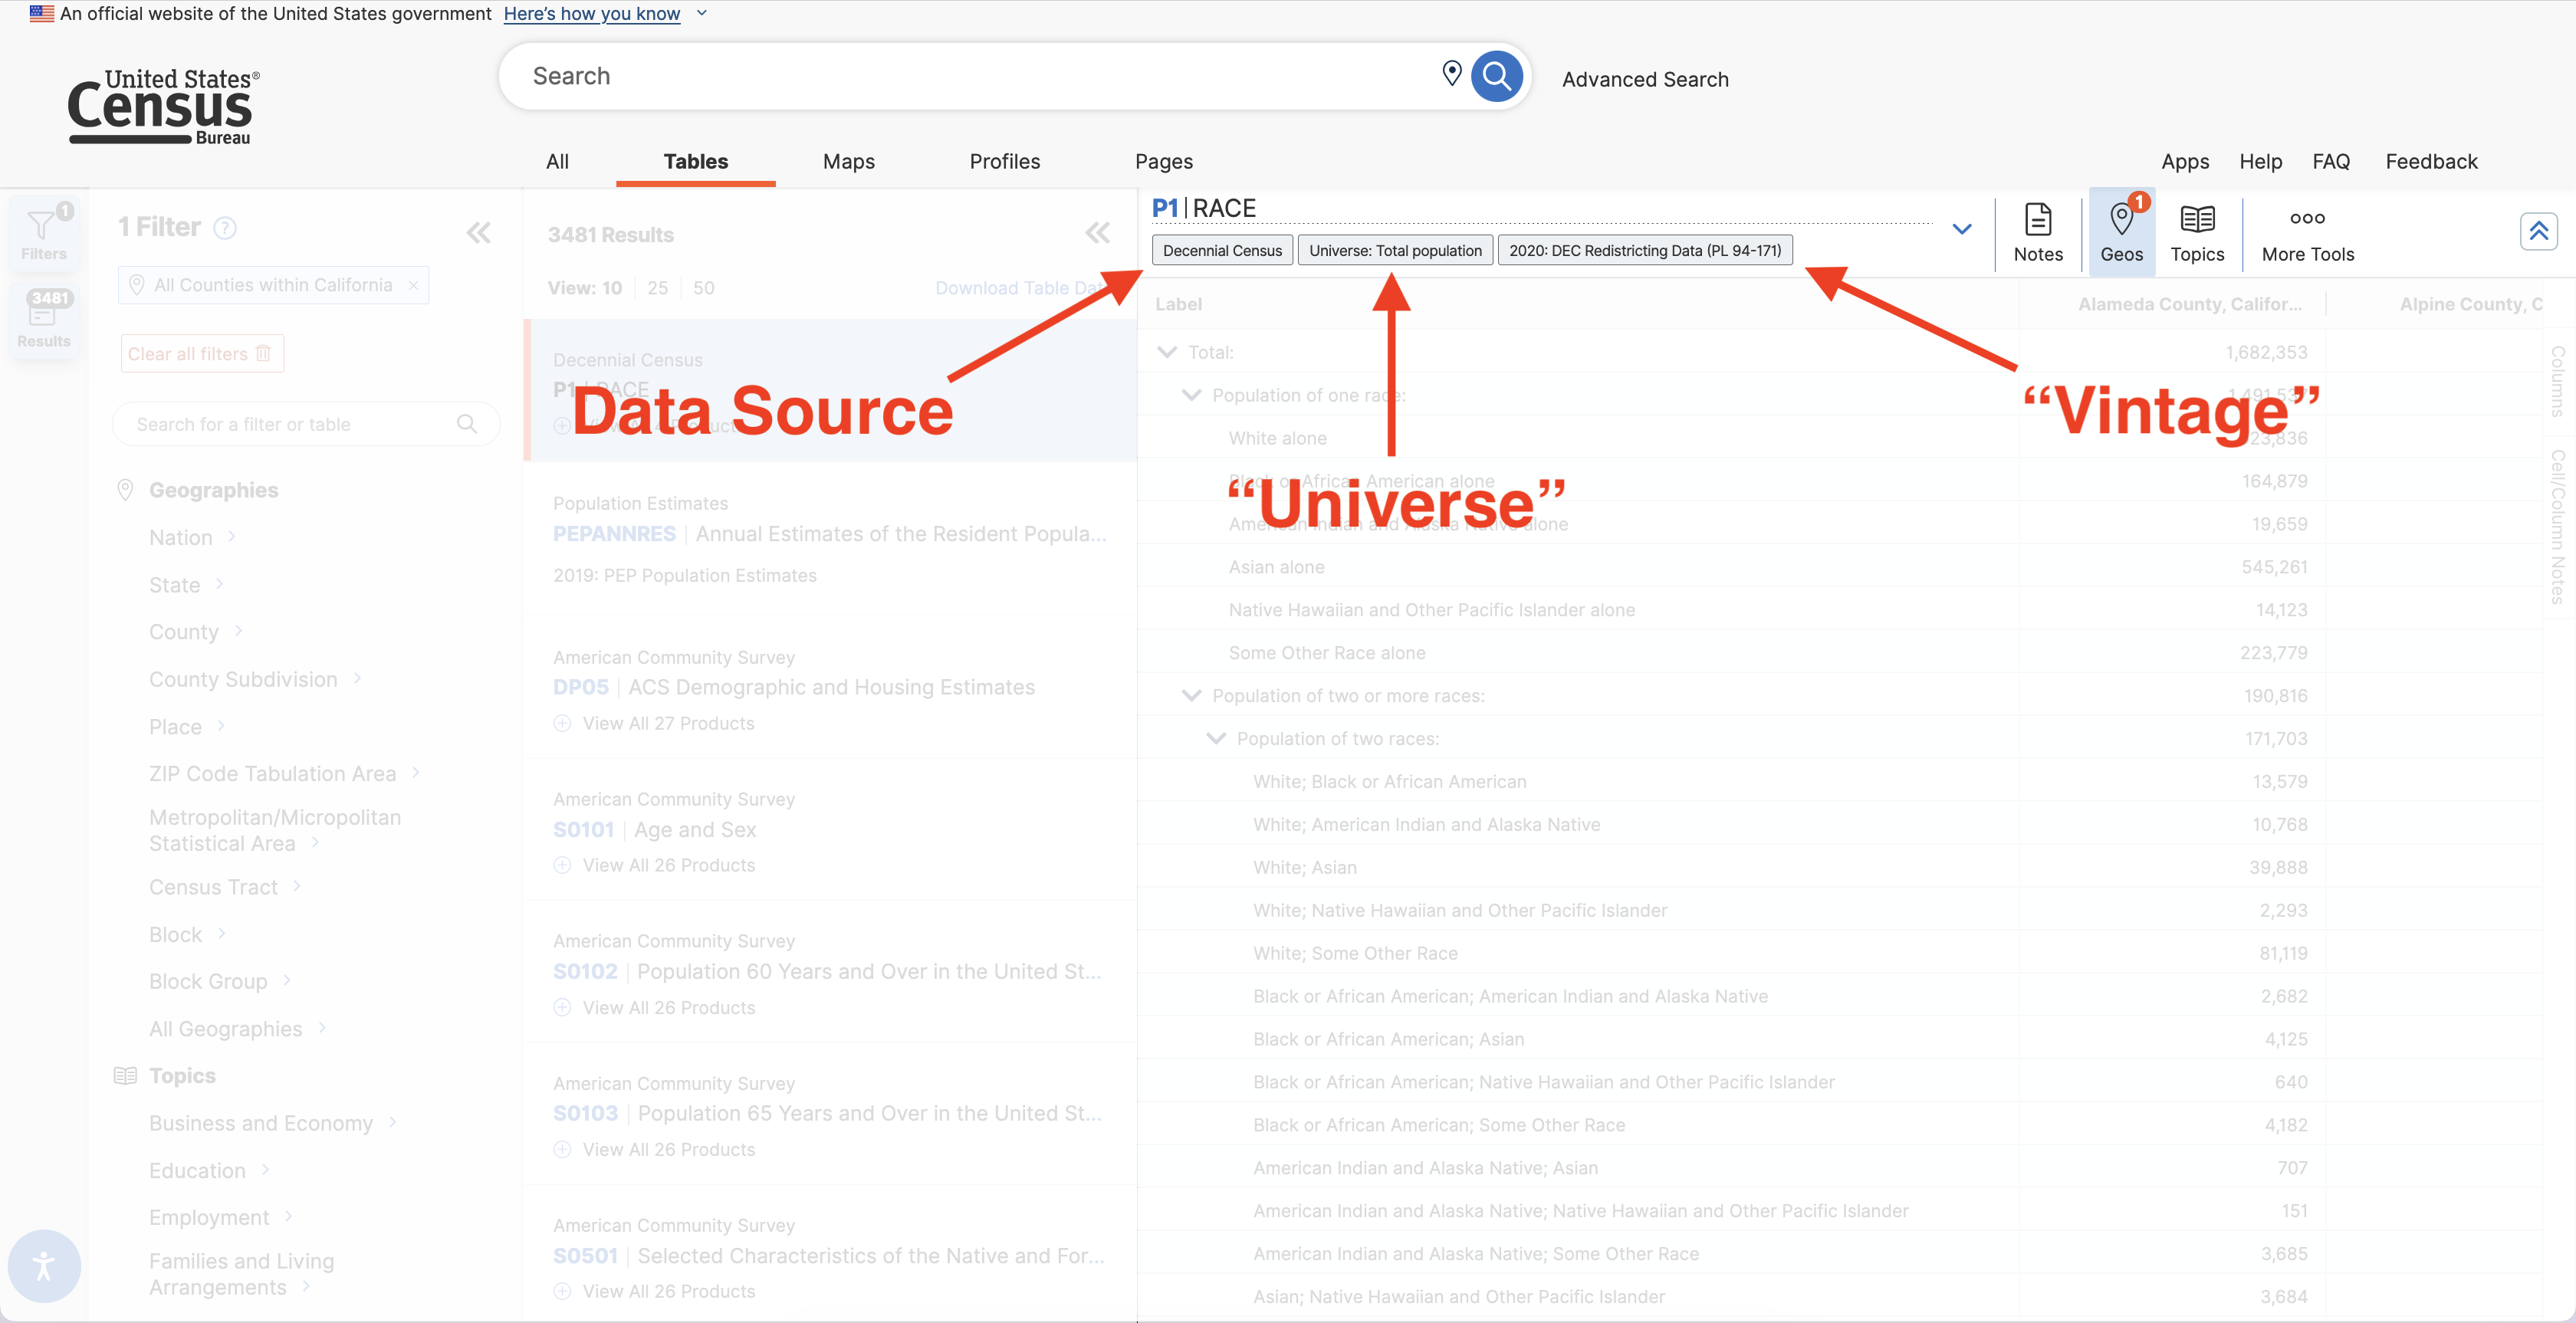 An official website of the United States government Here's how you know
United States®
Census
Bureau
Search
Advanced Search
All Tables Maps Profiles Pages
Apps Help FAQ Feedback
1
Filters
3481
Results
1 Filter ?
All Counties within California ×
Clear all filters
Search for a filter or table
Geographies
Nation
State
County
County Subdivision
Place
ZIP Code Tabulation Area
Metropolitan/Micropolitan
Statistical Area
Census Tract
Block
Block Group
All Geographies
Topics
Business and Economy
Education
Employment
Families and Living
Arrangements
3481 Results
View: 10 25 50
Download Table Dat
Decennial Census
P1 | RACE
Data Source
Population Estimates
PEPANNRES | Annual Estimates of the Resident Popula...
2019: PEP Population Estimates
American Community Survey
DP05 | ACS Demographic and Housing Estimates
View All 27 Products
American Community Survey
S0101 | Age and Sex
View All 26 Products
American Community Survey
S0102 | Population 60 Years and Over in the United St...
View All 26 Products
American Community Survey
S0103 | Population 65 Years and Over in the United St...
View All 26 Products
American Community Survey
S0501 | Selected Characteristics of the Native and For...
View All 26 Products
P1 | RACE
Decennial Census Universe: Total population 2020: DEC Redistricting Data (PL 94-171)
Notes
1
Geos
Topics
More Tools
Label Alameda County, Califor... Alpine County, C
Total: 1,682,353
Population of one race:
"Vintage"
White alone
Black or African American alone 164,879
"Universe"
American Indian and Alaska Native alone 19,659
Asian alone 545,261
Native Hawaiian and Other Pacific Islander alone 14,123
Some Other Race alone 223,779
Population of two or more races: 190,816
Population of two races: 171,703
White; Black or African American 13,579
White; American Indian and Alaska Native 10,768
White; Asian 39,888
White; Native Hawaiian and Other Pacific Islander 2,293
White; Some Other Race 81,119
Black or African American; American Indian and Alaska Native 2,682
Black or African American; Asian 4,125
Black or African American; Native Hawaiian and Other Pacific Islander 640
Black or African American; Some Other Race 4,182
American Indian and Alaska Native; Asian 707
American Indian and Alaska Native; Native Hawaiian and Other Pacific Islander 151
American Indian and Alaska Native; Some Other Race 3,685
Asian; Native Hawaiian and Other Pacific Islander 3,684
Columns
Cell/Column Notes